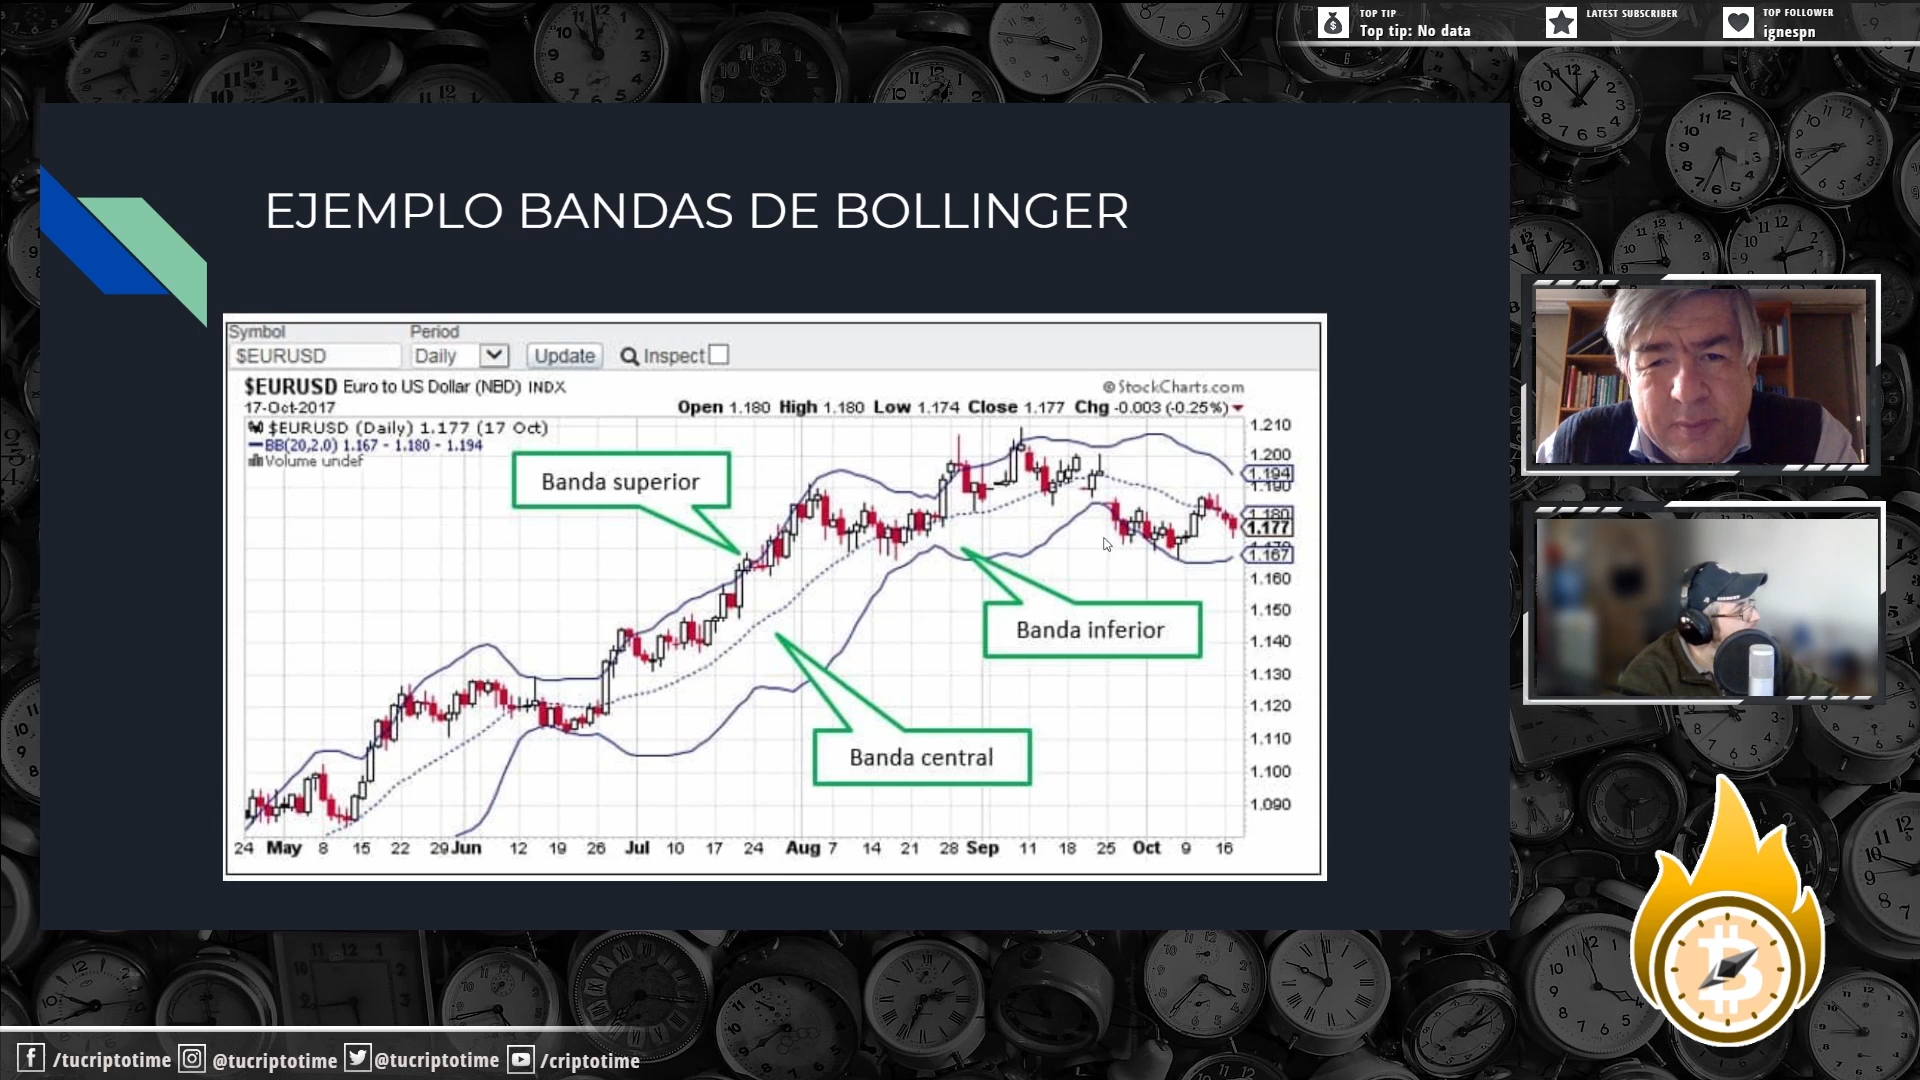 TOP TIP
Top tip: No data
LATEST SUBSCRIBER
TOP FOLLOWER
ignespn
EJEMPLO BANDAS DE BOLLINGER
Symbol
Period
$EURUSD
Daily
Update
Inspect
$EURUSD Euro to US Dollar (NBD) INDX
© StockCharts.com
17-Oct-2017
Open 1.180 High 1.180 Low 1.174 Close 1.177 Chg -0.003 (-0.25%)
$EURUSD (Daily) 1.177 (17 Oct)
BB(20,2.0) 1.167 - 1.180 - 1.194
Volume undef
Banda superior
Banda inferior
Banda central
1.210
1.200
1.194
1.190
1.180
1.177
1.167
1.160
1.150
1.140
1.130
1.120
1.110
1.100
1.090
24 May 8 15 22 29 Jun 12 19 26 Jul 10 17 24 Aug 7 14 21 28 Sep 11 18 25 Oct 9 16
/tucriptotime @tucriptotime @tucriptotime /criptotime